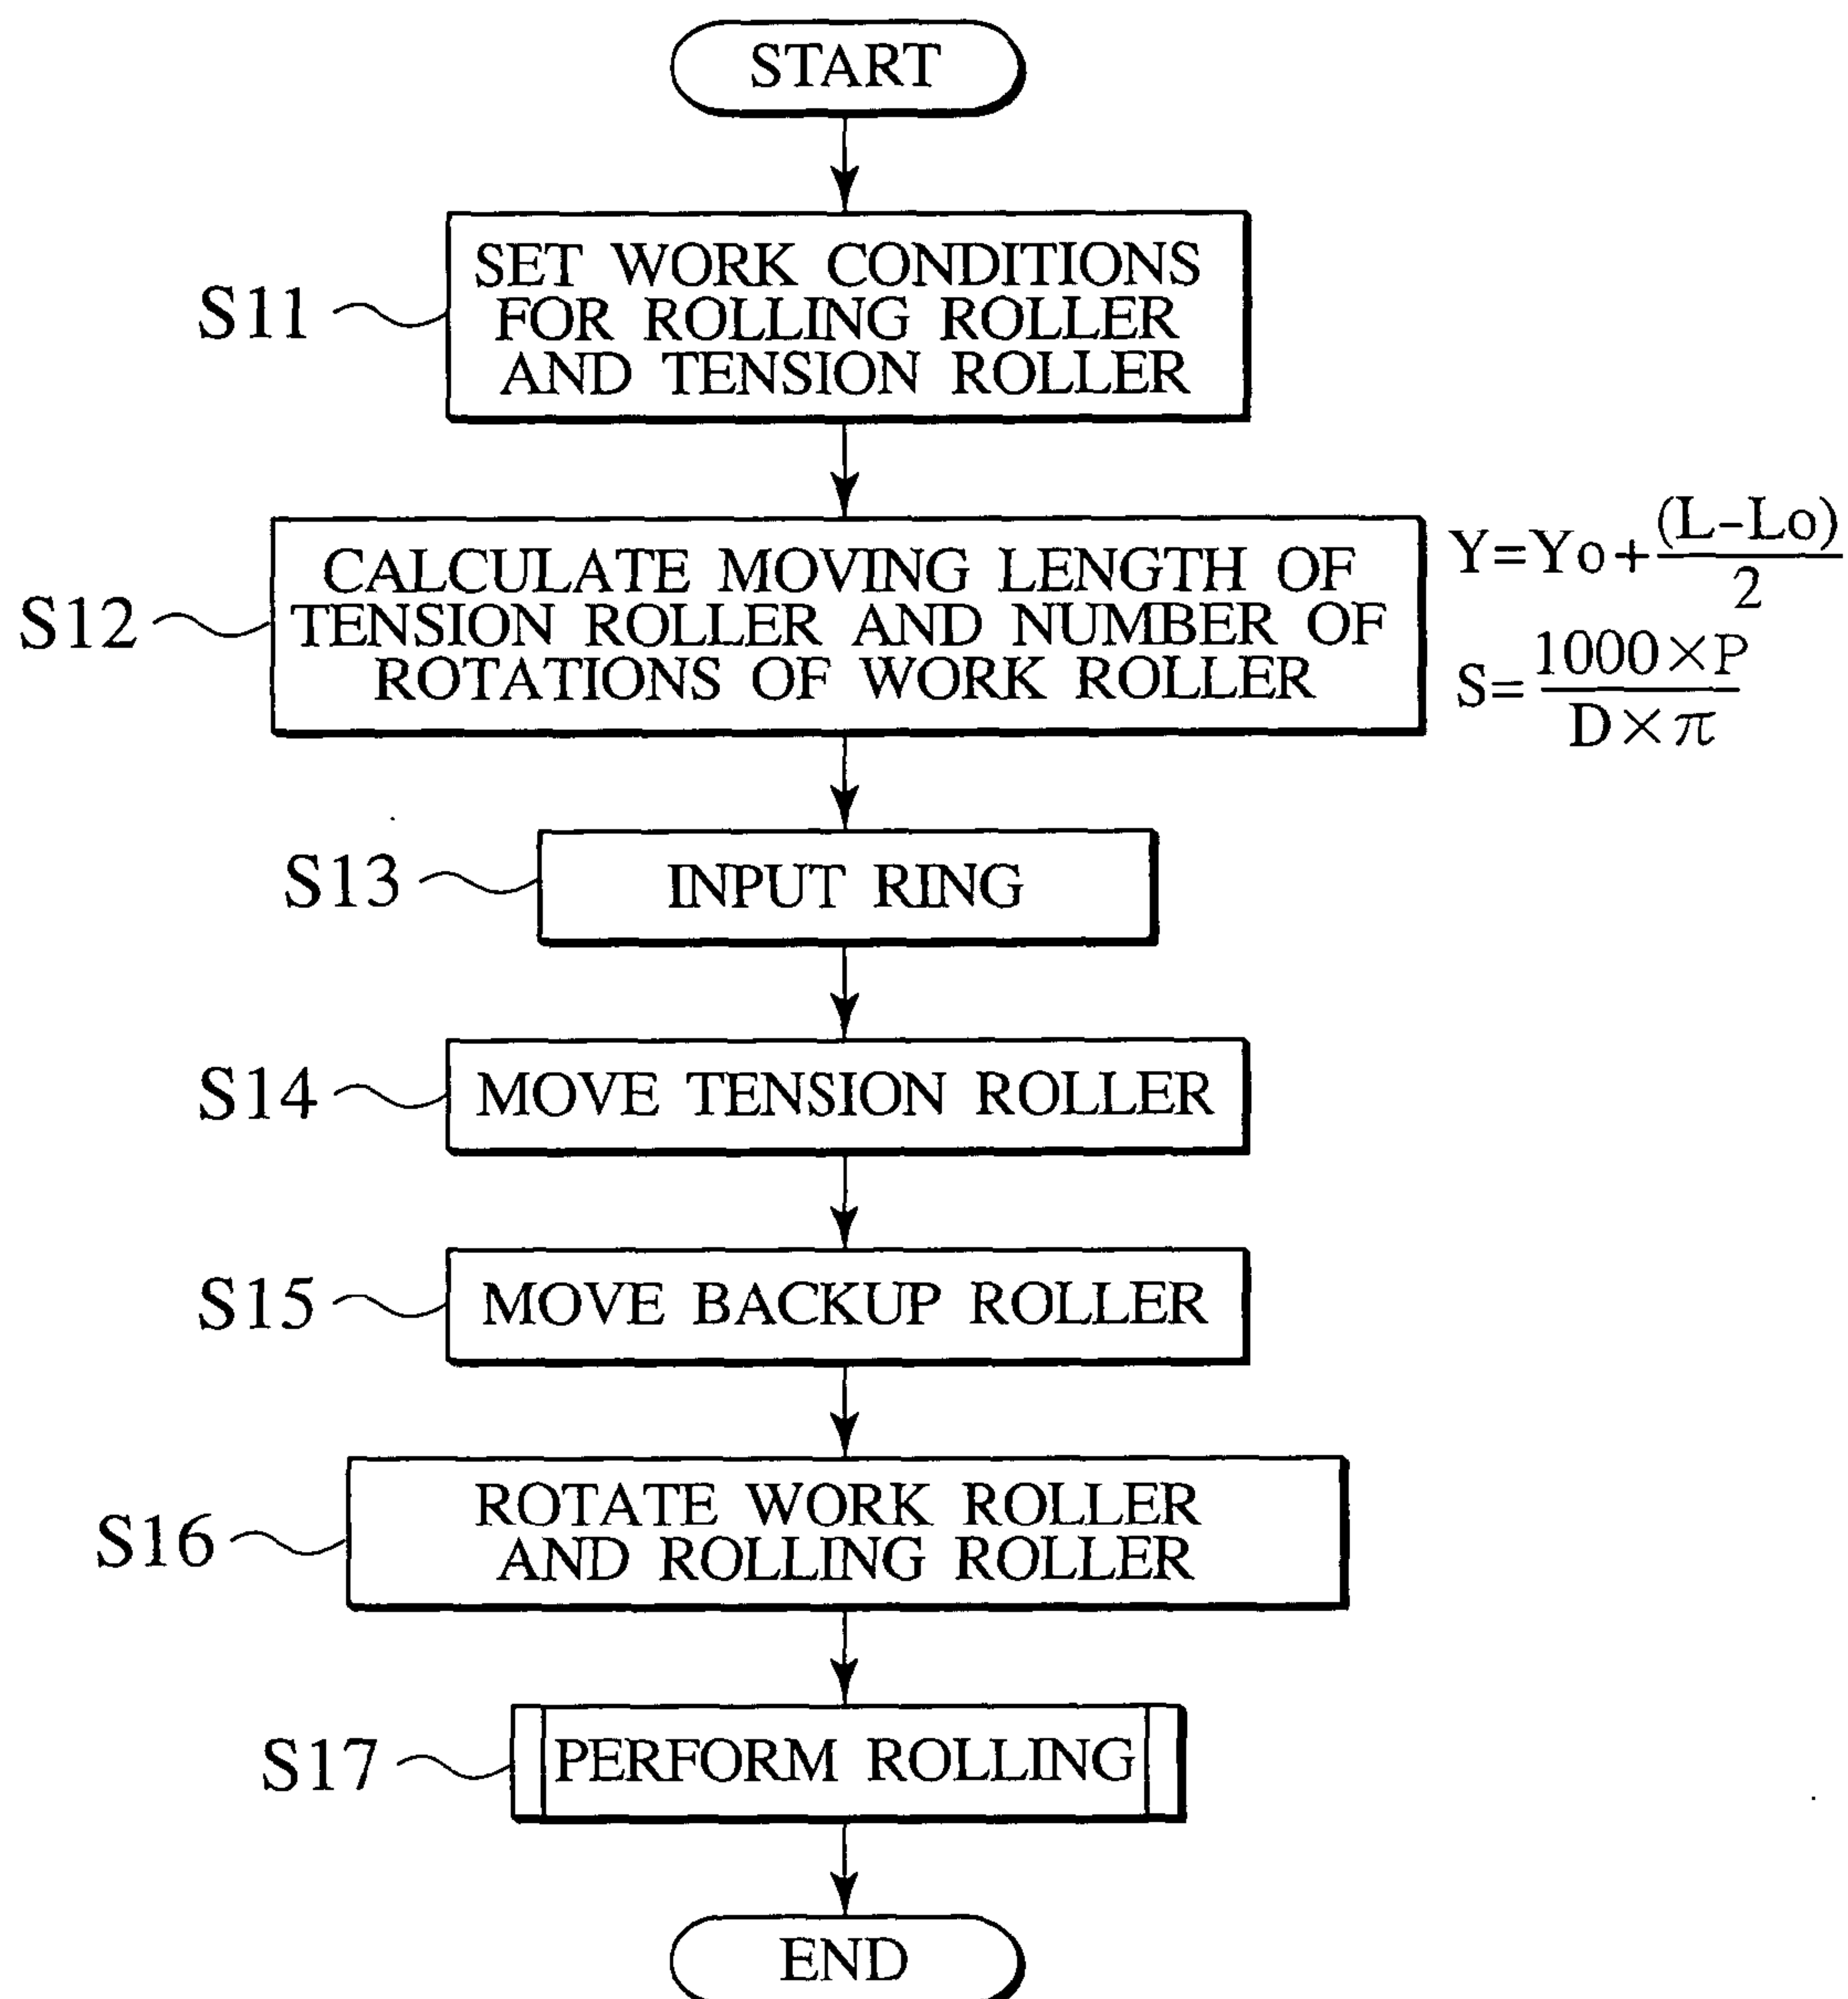 START
S11
SET WORK CONDITIONS
FOR ROLLING ROLLER
AND TENSION ROLLER
S12
CALCULATE MOVING LENGTH OF
TENSION ROLLER AND NUMBER OF
ROTATIONS OF WORK ROLLER
Y=Yo+(L-Lo)/2
S=1000×P/D×π
S13
INPUT RING
S14
MOVE TENSION ROLLER
S15
MOVE BACKUP ROLLER
S16
ROTATE WORK ROLLER
AND ROLLING ROLLER
S17
PERFORM ROLLING
END